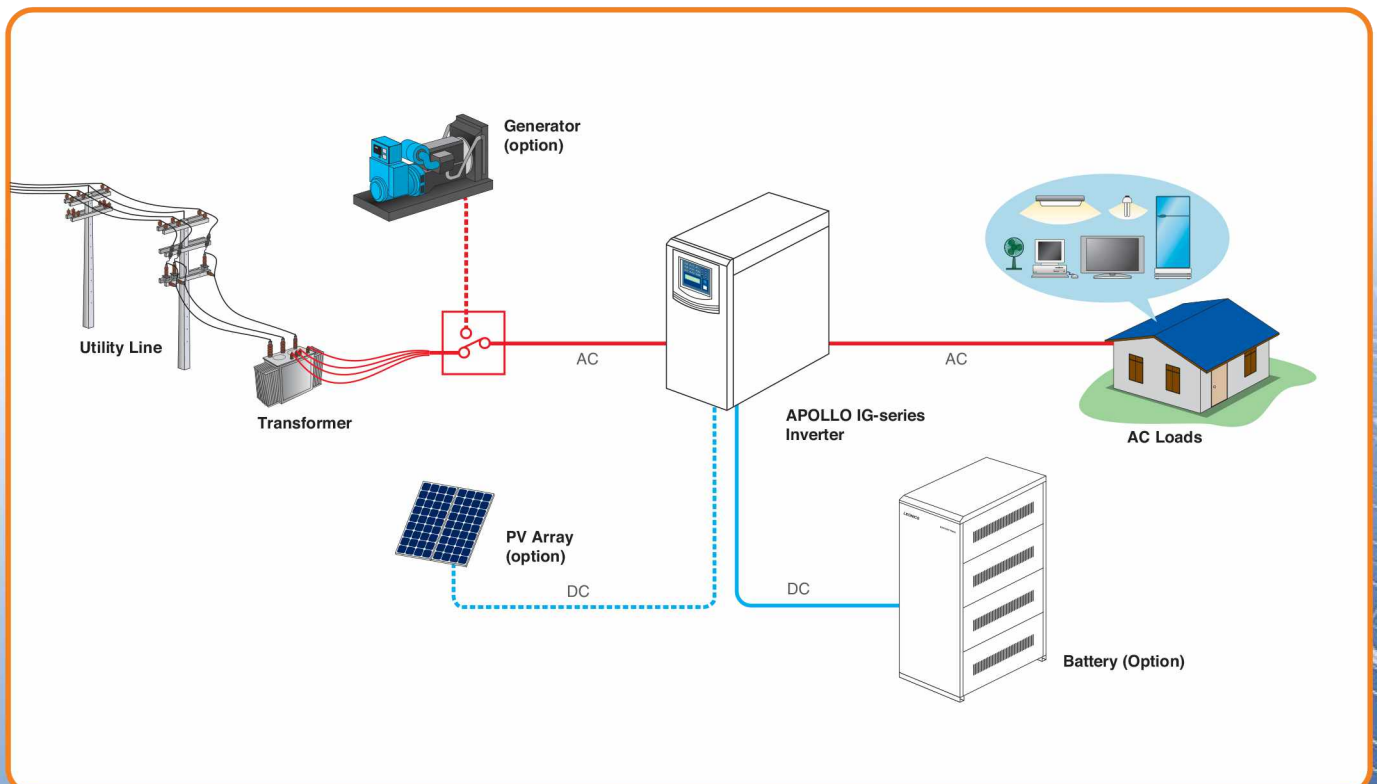 Generator
(option)
Utility Line
Transformer
AC
AC
APOLLO IG-series
Inverter
AC Loads
PV Array
(option)
DC
DC
LEONICS
Battery (Option)